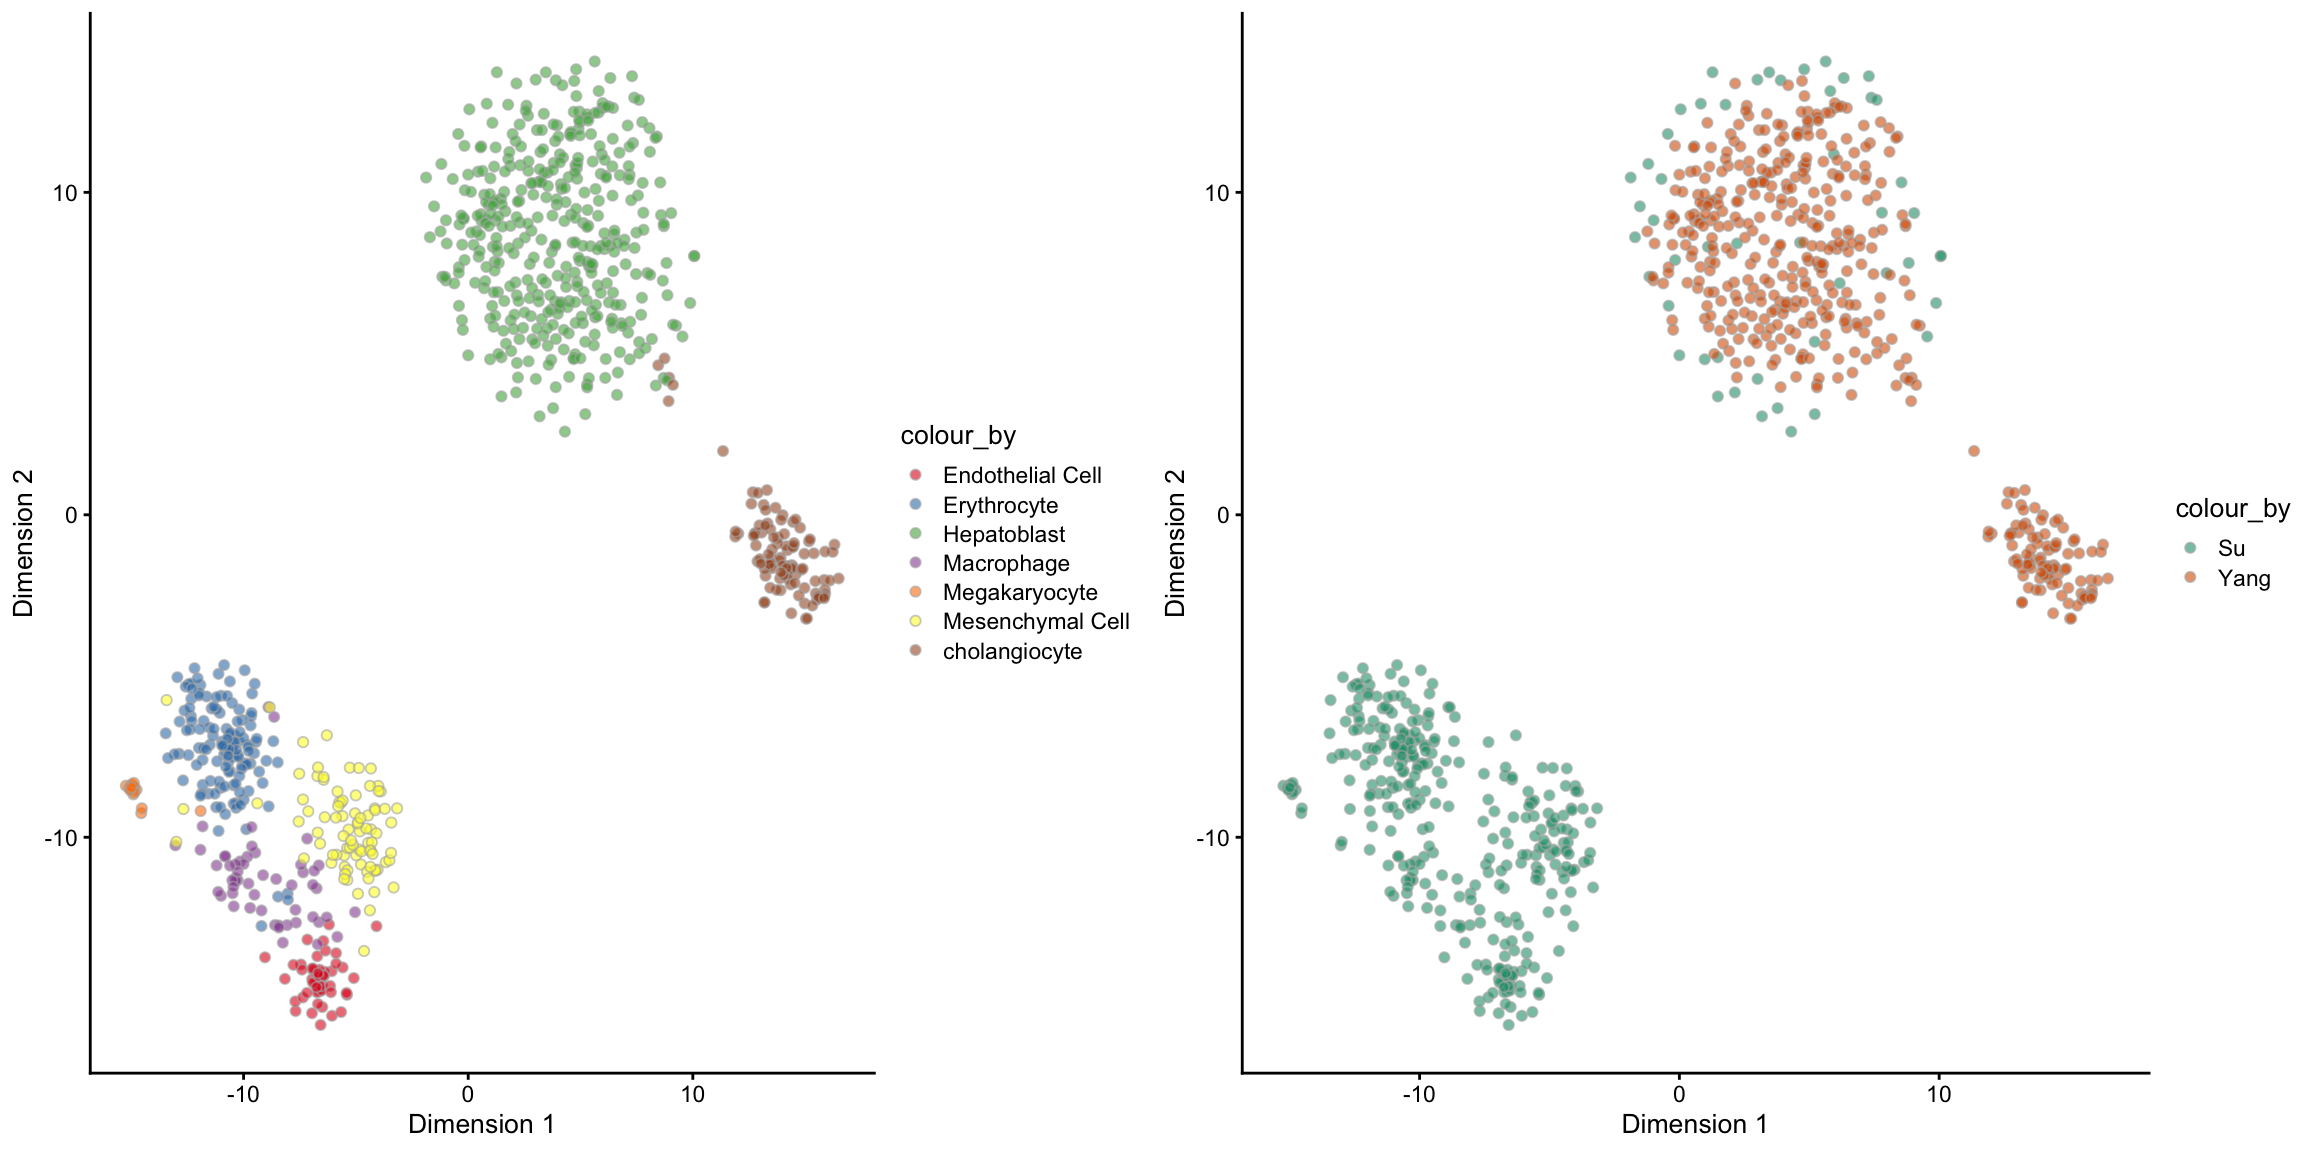 10
0
-10
-10
0
10
Dimension 1
Dimension 2
colour_by
Endothelial Cell
Erythrocyte
Hepatoblast
Macrophage
Megakaryocyte
Mesenchymal Cell
cholangiocyte
10
0
-10
-10
0
10
Dimension 1
Dimension 2
colour_by
Su
Yang